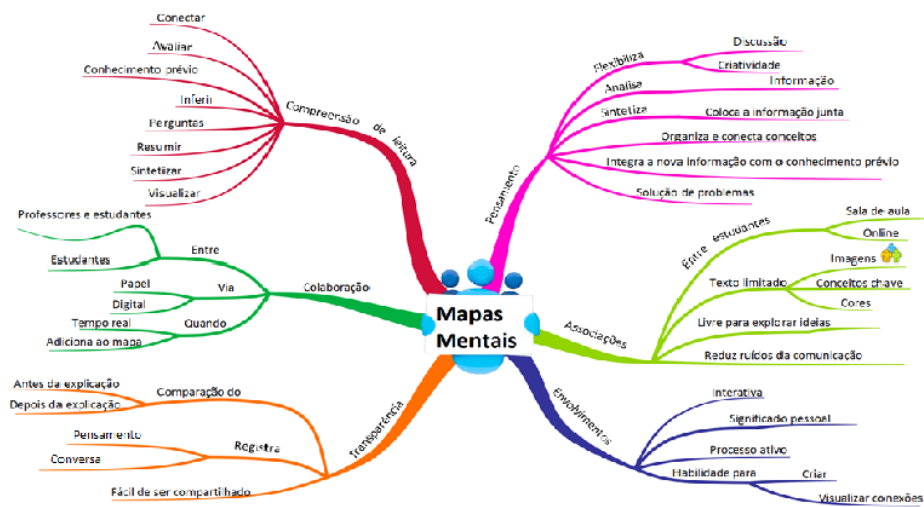 Mapas
Mentais
Compreensão de leitura
Conectar
Avaliar
Conhecimento prévio
Inferir
Perguntas
Resumir
Sintetizar
Visualizar
Pensamento
Flexibiliza
Discussão
Criatividade
Analisa
Informação
Sintetiza
Coloca a informação junta
Organiza e conecta conceitos
Integra a nova informação com o conhecimento prévio
Solução de problemas
Colaboração
Entre
Professores e estudantes
Estudantes
Via
Papel
Digital
Quando
Tempo real
Adiciona ao mapa
Associações
Entre estudantes
Sala de aula
Online
Texto limitado
Imagens
Conceitos chave
Cores
Livre para explorar ideias
Reduz ruídos da comunicação
Transparência
Comparação do
Antes da explicação
Depois da explicação
Registra
Pensamento
Conversa
Fácil de ser compartilhado
Envolvimentos
Interativa
Significado pessoal
Processo ativo
Habilidade para
Criar
Visualizar conexões